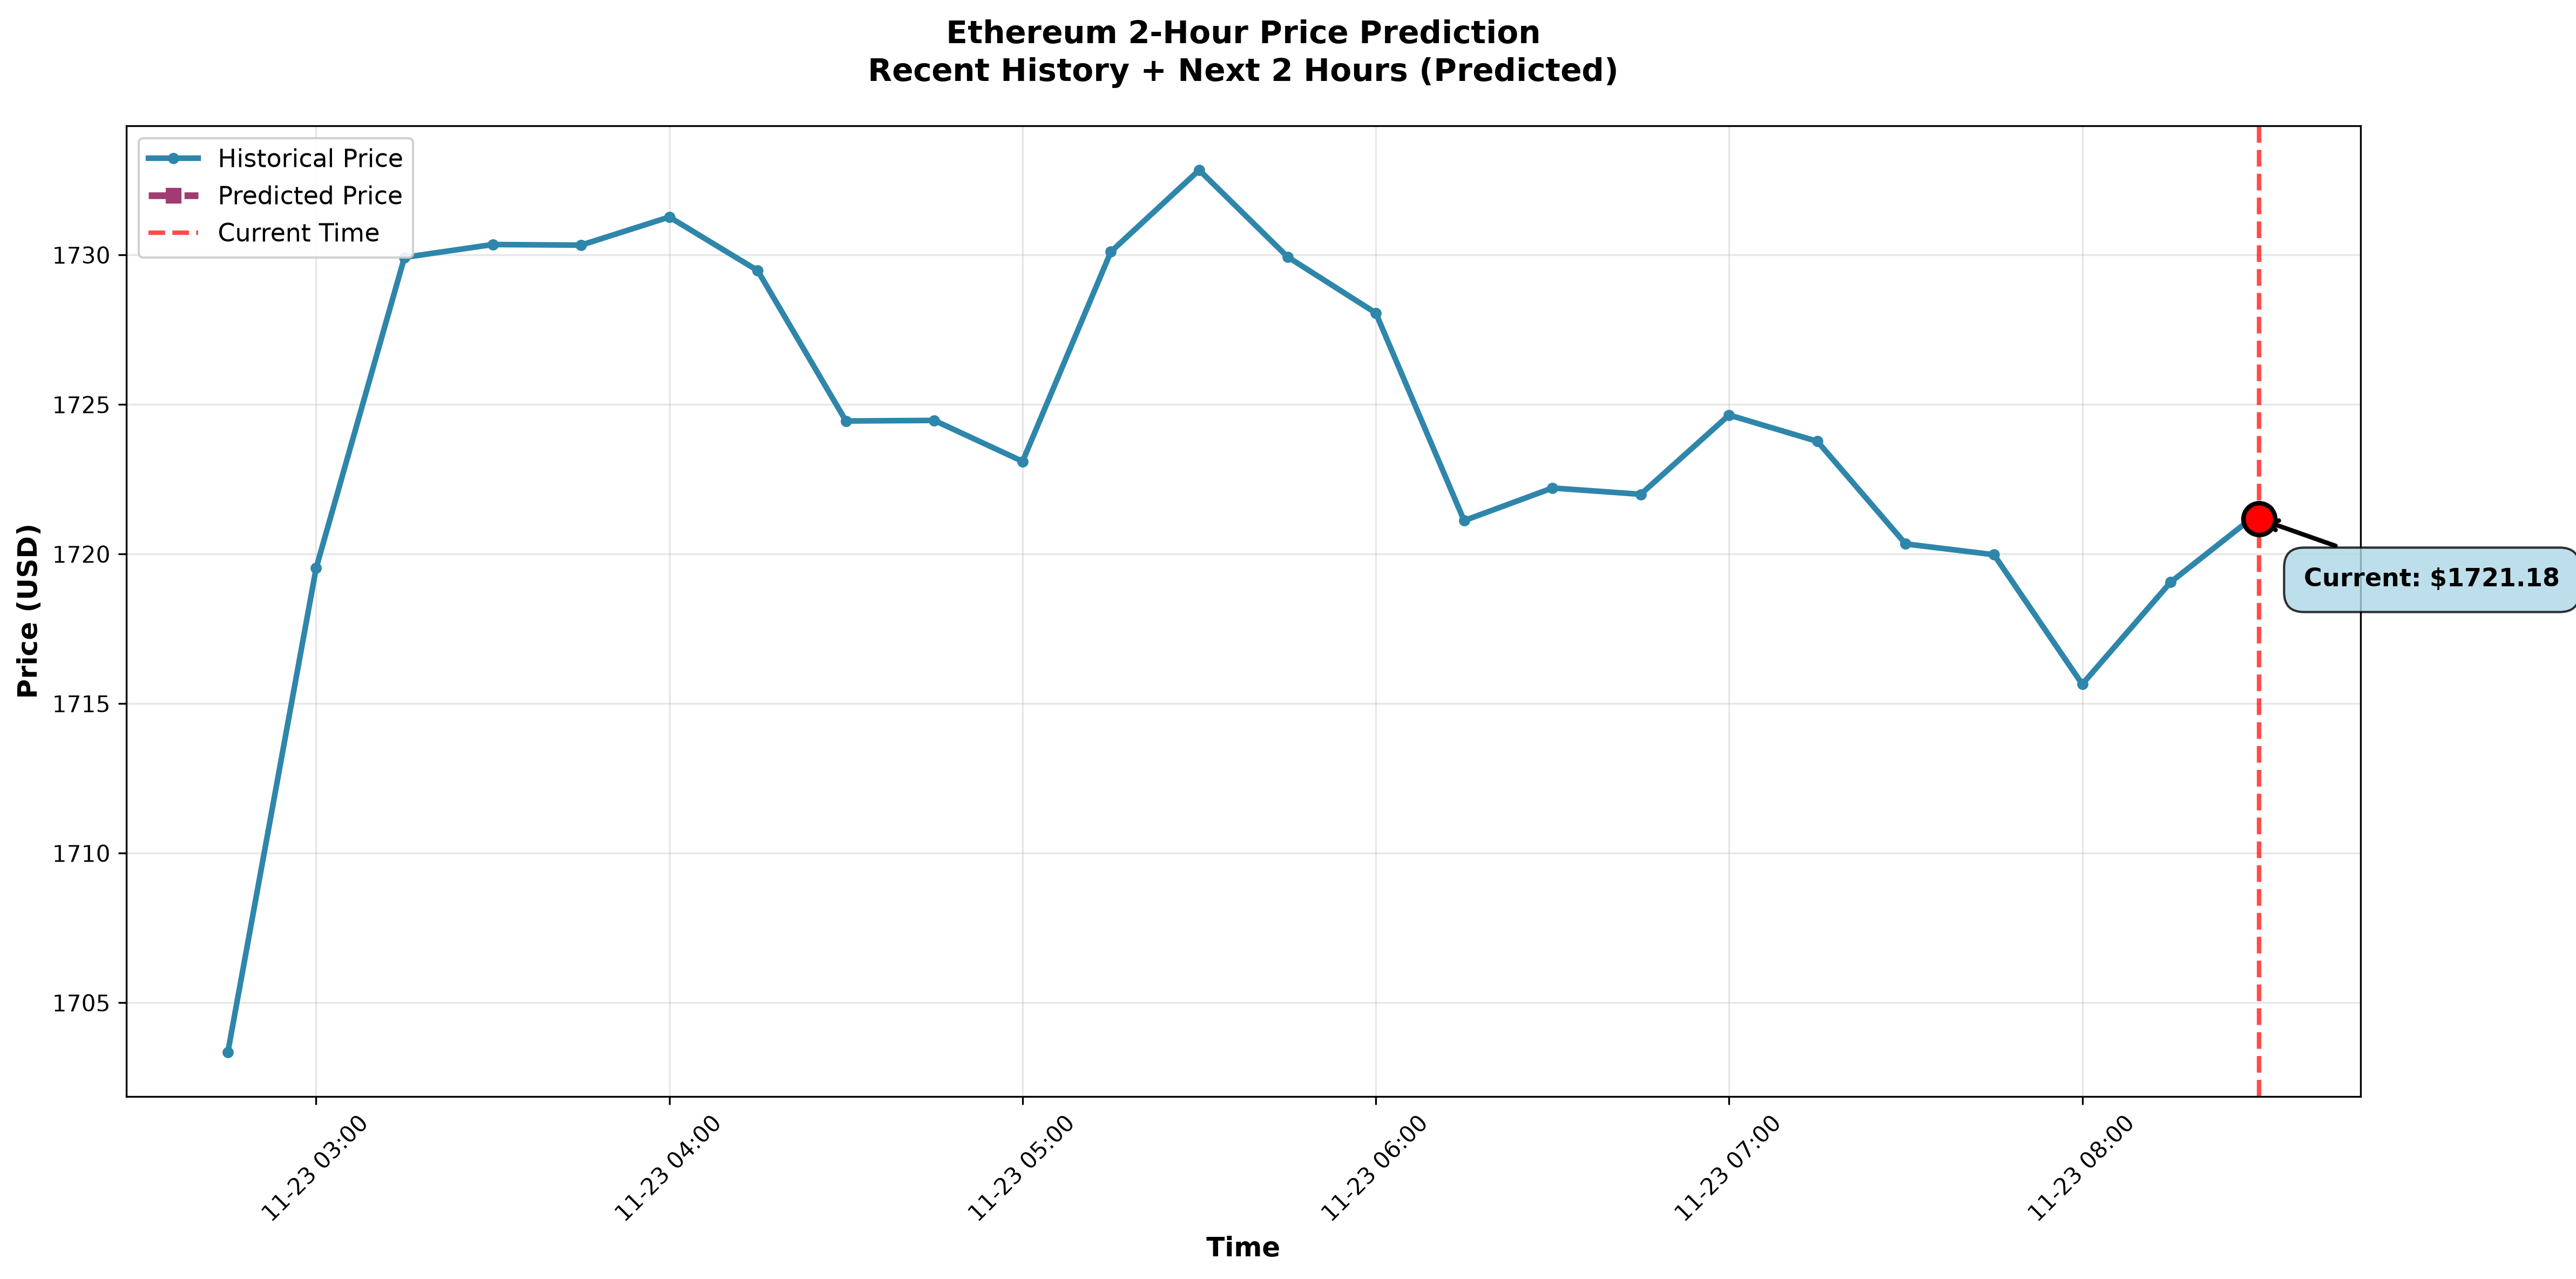 Ethereum 2-Hour Price Prediction
Recent History + Next 2 Hours (Predicted)
Historical Price
Predicted Price
Current Time
Price (USD)
1730
1725
1720
1715
1710
1705
Current: $1721.18
11-23 03:00
11-23 04:00
11-23 05:00
11-23 06:00
11-23 07:00
11-23 08:00
Time